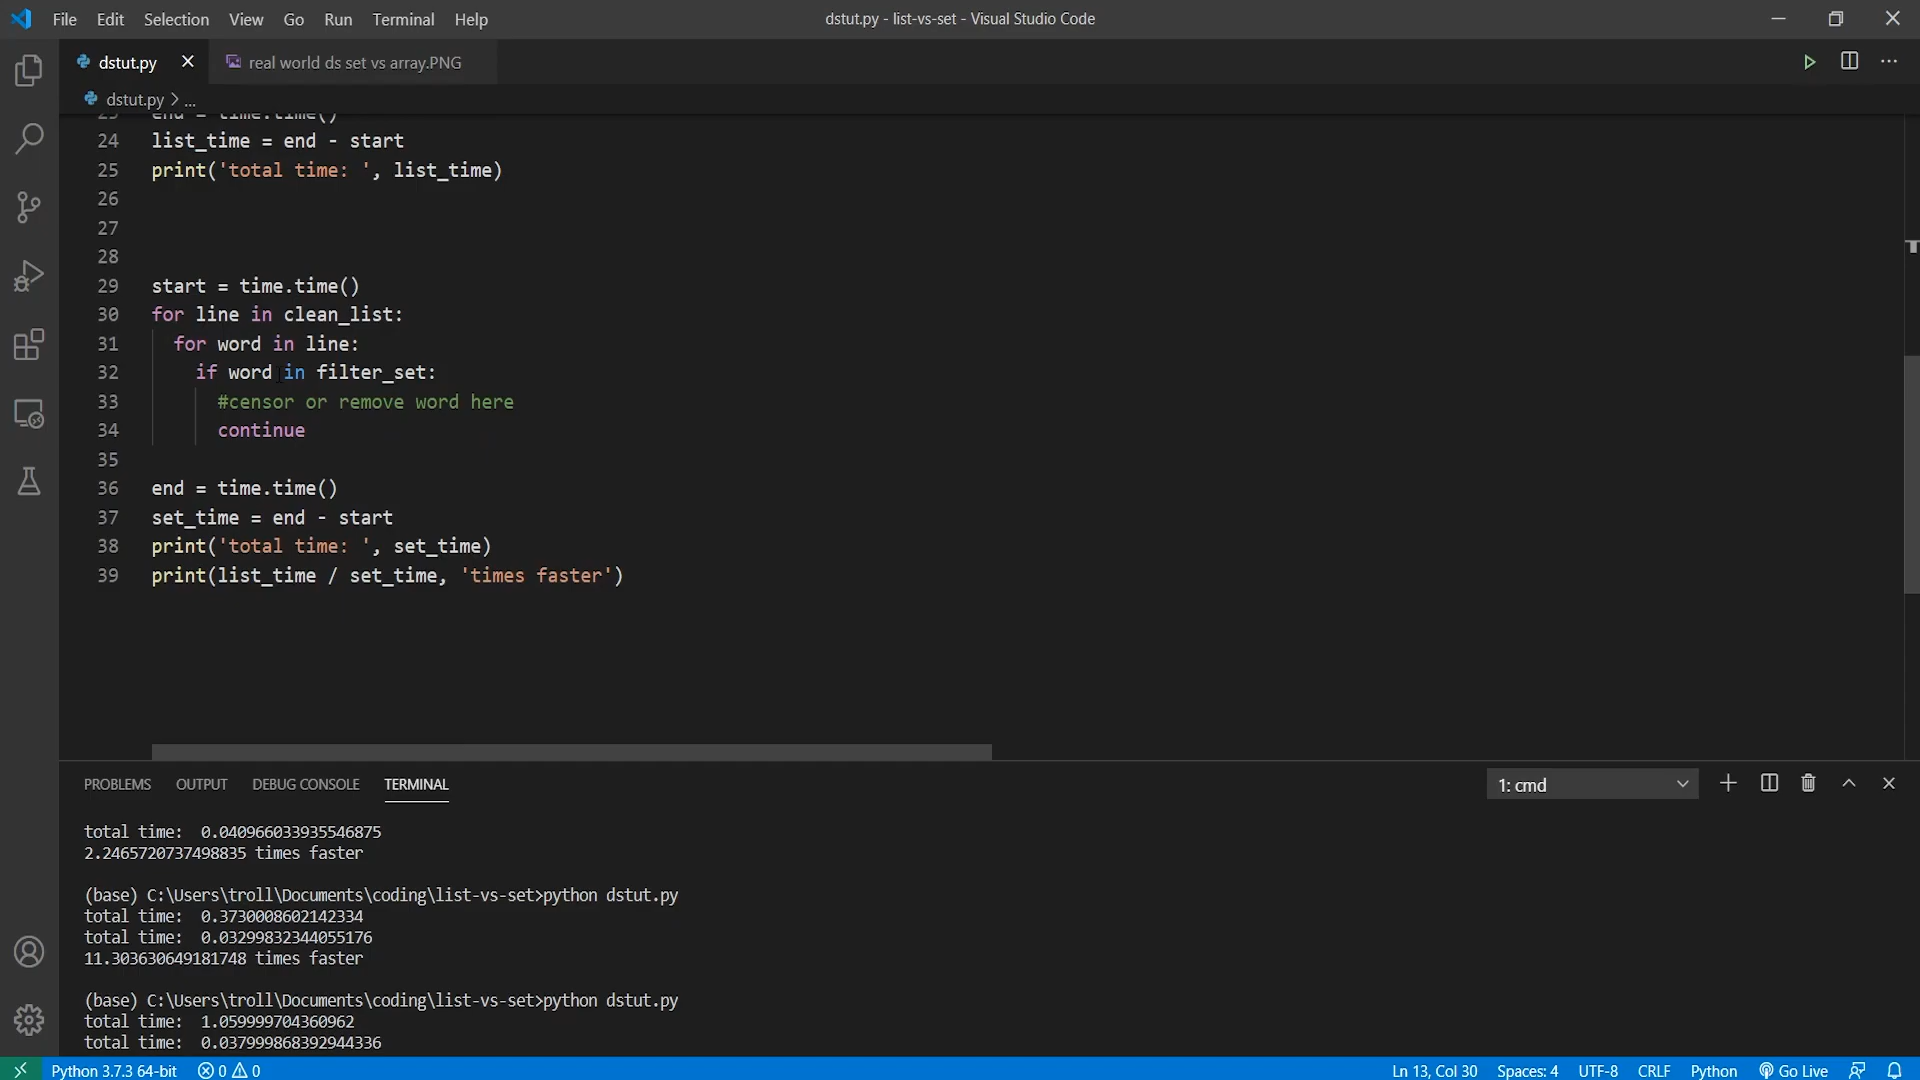 File Edit Selection View Go Run Terminal Help
dstut.py - list-vs-set - Visual Studio Code
dstut.py
real world ds set vs array.PNG
dstut.py > ...
23 end = time.time()
24 list_time = end - start
25 print('total time: ', list_time)
26
27
28
29 start = time.time()
30 for line in clean_list:
31 for word in line:
32 if word in filter_set:
33 #censor or remove word here
34 continue
35
36 end = time.time()
37 set_time = end - start
38 print('total time: ', set_time)
39 print(list_time / set_time, 'times faster')
PROBLEMS OUTPUT DEBUG CONSOLE TERMINAL
1: cmd
total time:  0.040966033935546875
2.2465720737498835 times faster
(base) C:\Users\troll\Documents\coding\list-vs-set>python dstut.py
total time:  0.3730008602142334
total time:  0.03299832344055176
11.303630649181748 times faster
(base) C:\Users\troll\Documents\coding\list-vs-set>python dstut.py
total time:  1.059999704360962
total time:  0.037999868392944336
Python 3.7.3 64-bit 0 0 Ln 13, Col 30 Spaces: 4 UTF-8 CRLF Python Go Live